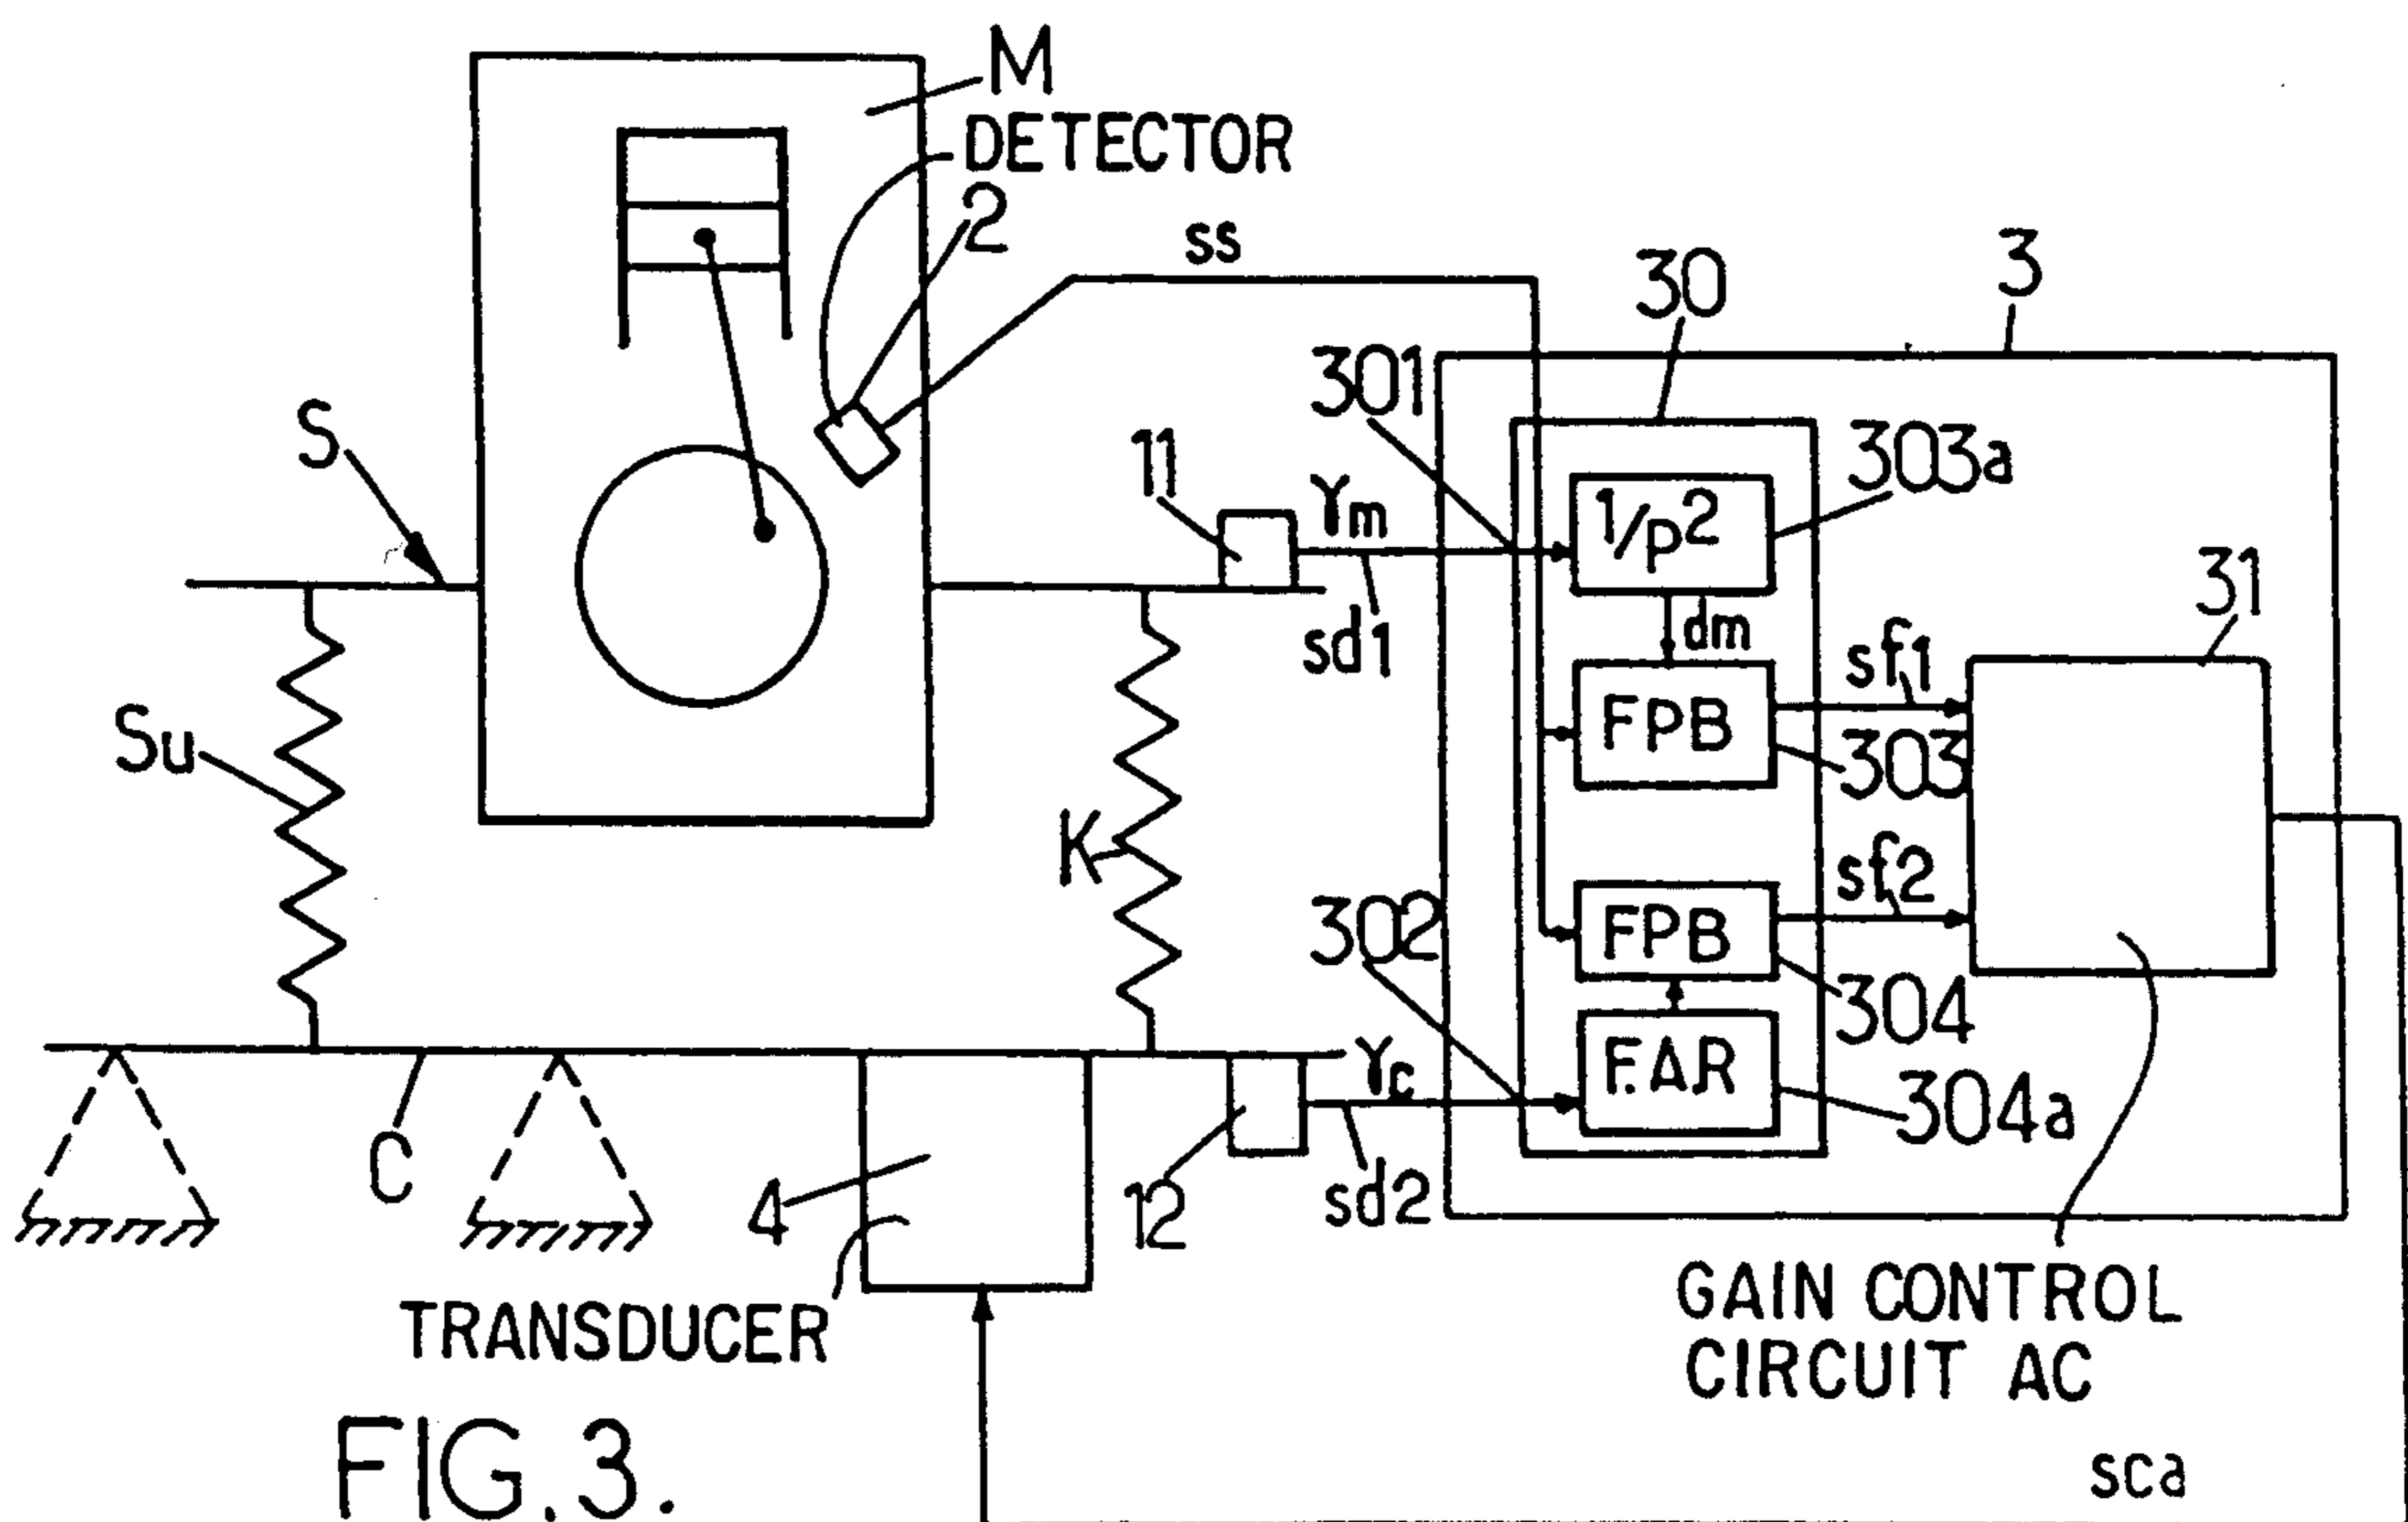 M
DETECTOR
2
ss
30
3
301
S
11
γm
1/p2
303a
31
sd1
dm
sf1
Su
FPB
303
K
sf2
302
FPB
304
γc
F.A.R
304a
C
4
12
sd2
TRANSDUCER
GAIN CONTROL
CIRCUIT AC
FIG.3.
sca